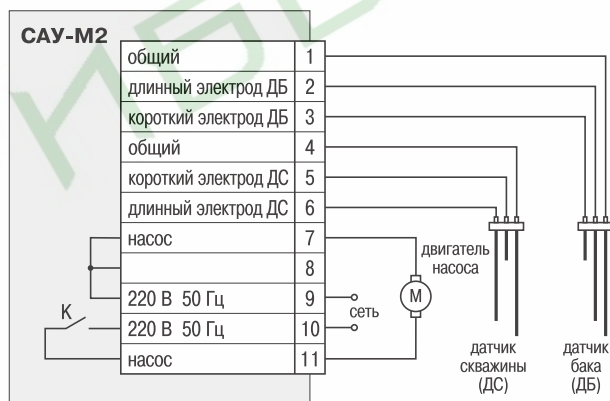 САУ-М2
общий 1
длинный электрод ДБ 2
короткий электрод ДБ 3
общий 4
короткий электрод ДС 5
длинный электрод ДС 6
насос 7
8
220 В 50 Гц 9
220 В 50 Гц 10
насос 11
К
сеть
двигатель
насоса
М
датчик
скважины
(ДС)
датчик
бака
(ДБ)